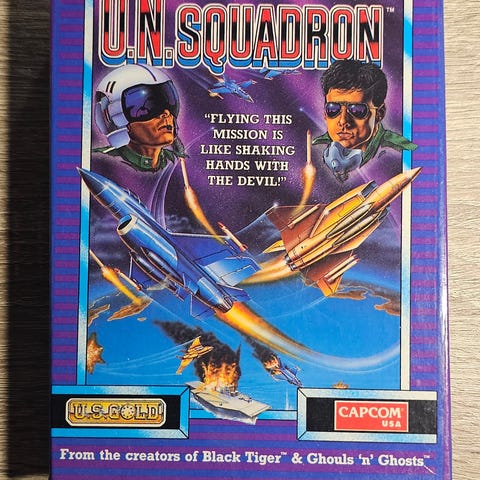 U.N. SQUADRON™
"FLYING THIS
MISSION IS
LIKE SHAKING
HANDS WITH
THE DEVIL!"
U.S. GOLD
CAPCOM
USA
From the creators of Black Tiger™ & Ghouls 'n' Ghosts™